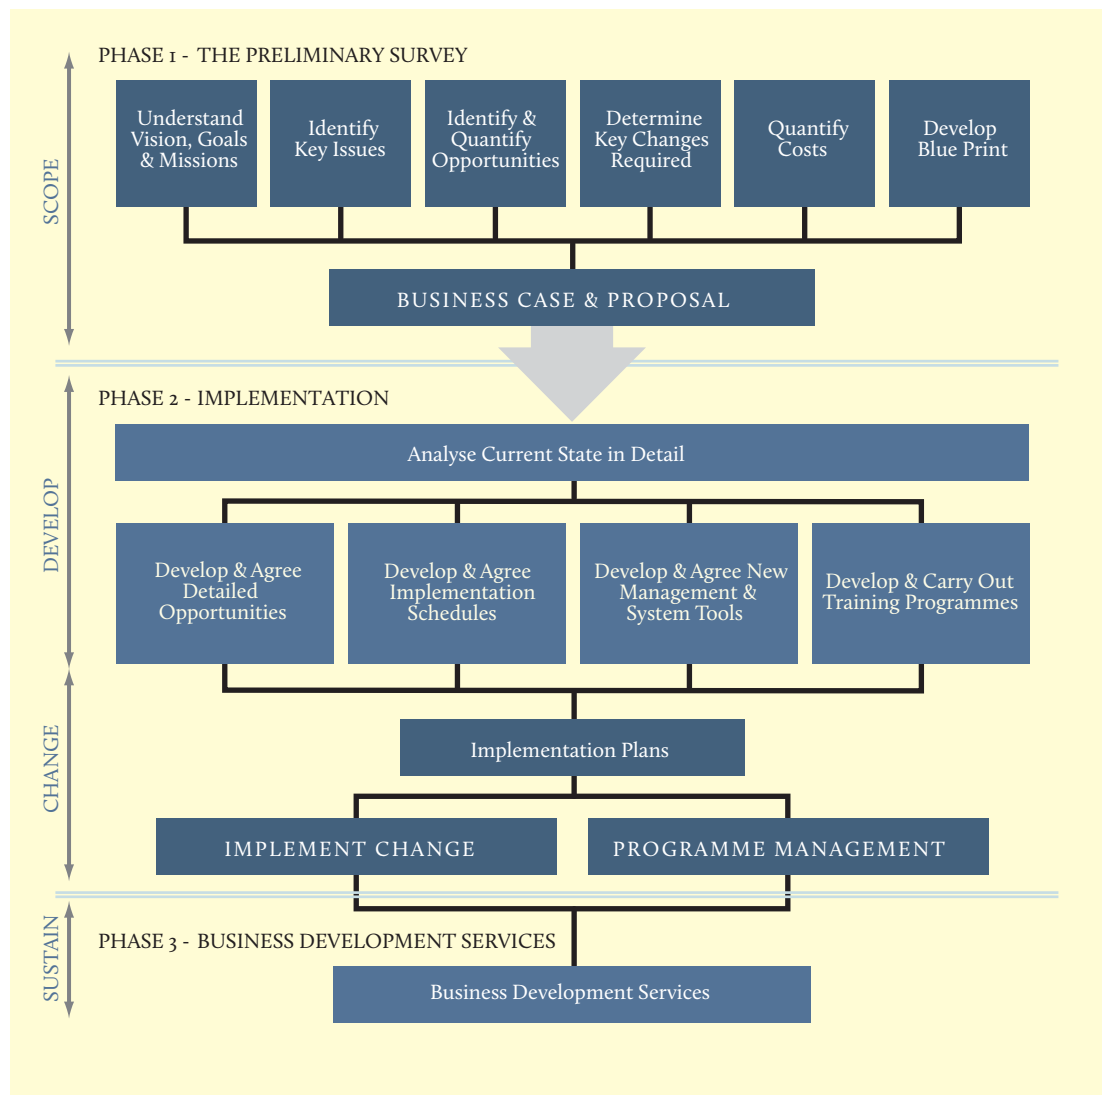 PHASE 1 - THE PRELIMINARY SURVEY
SCOPE
Understand
Vision, Goals
& Missions
Identify
Key Issues
Identify &
Quantify
Opportunities
Determine
Key Changes
Required
Quantify
Costs
Develop
Blue Print
BUSINESS CASE & PROPOSAL
PHASE 2 - IMPLEMENTATION
DEVELOP
Analyse Current State in Detail
Develop & Agree
Detailed
Opportunities
Develop & Agree
Implementation
Schedules
Develop & Agree New
Management &
System Tools
Develop & Carry Out
Training Programmes
CHANGE
Implementation Plans
IMPLEMENT CHANGE
PROGRAMME MANAGEMENT
SUSTAIN
PHASE 3 - BUSINESS DEVELOPMENT SERVICES
Business Development Services